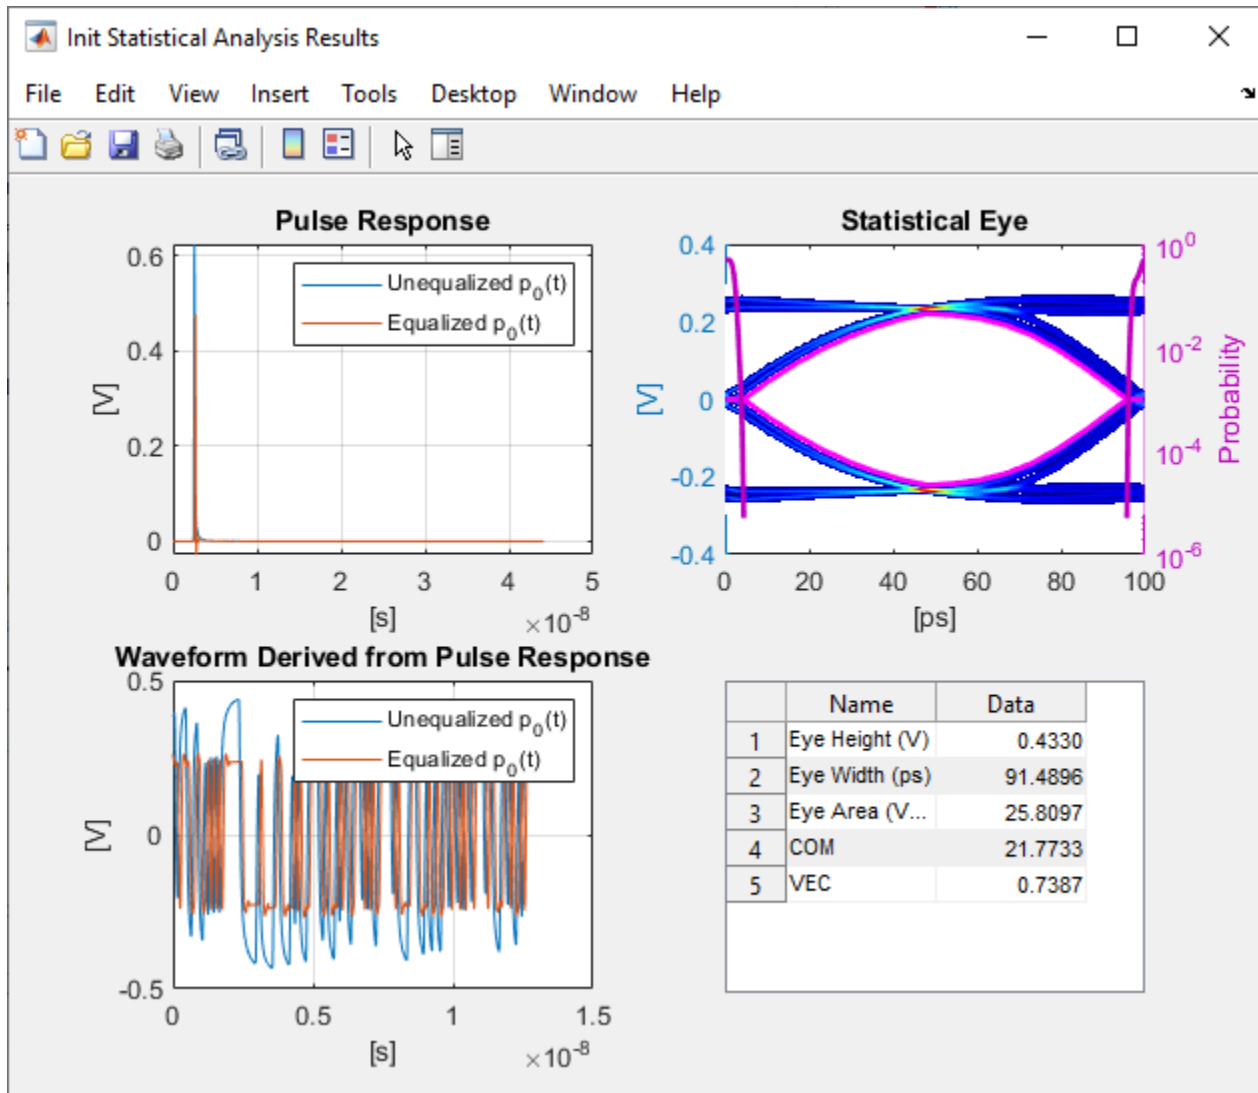 Init Statistical Analysis Results
File Edit View Insert Tools Desktop Window Help
Pulse Response
0.6
0.4
0.2
0
[V]
Unequalized p0(t)
Equalized p0(t)
0 1 2 3 4 5
[s]
×10-8
Statistical Eye
0.4
0.2
0
-0.2
-0.4
[V]
100
10-2
10-4
10-6
Probability
0 20 40 60 80 100
[ps]
Waveform Derived from Pulse Response
0.5
0
-0.5
[V]
Unequalized p0(t)
Equalized p0(t)
0 0.5 1 1.5
[s]
×10-8
Name Data
1 Eye Height (V) 0.4330
2 Eye Width (ps) 91.4896
3 Eye Area (V... 25.8097
4 COM 21.7733
5 VEC 0.7387